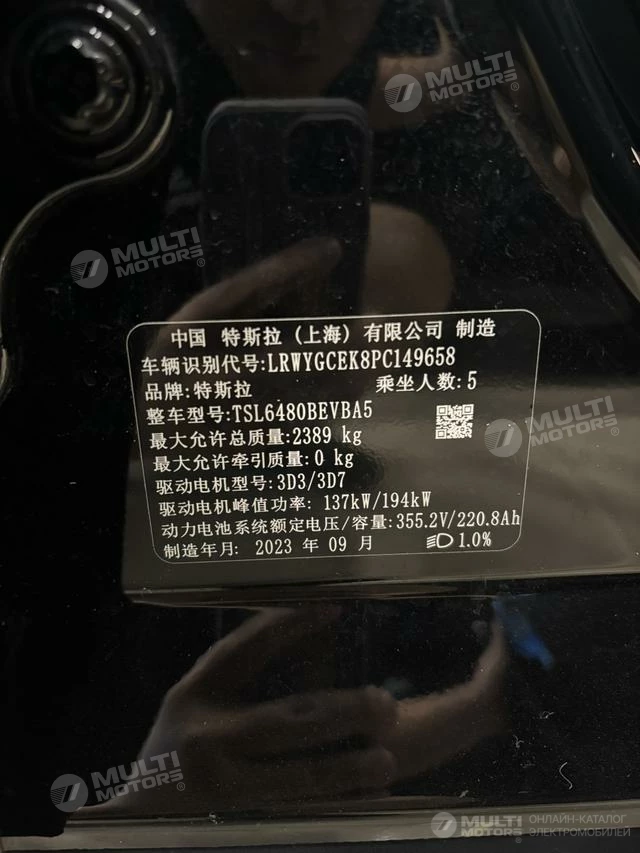 MULTI
MOTORS®
MULTI
MOTORS®
中国 特斯拉 (上海) 有限公司 制造
车辆识别代号:LRWYGCEK8PC149658
品牌:特斯拉 乘坐人数:5
整车型号:TSL6480BEVBA5
最大允许总质量:2389 kg
最大允许牵引质量:0 kg
驱动电机型号:3D3/3D7
驱动电机峰值功率: 137kW/194kW
动力电池系统额定电压/容量:355.2V/220.8Ah
制造年月: 2023 年 09 月 1.0%
MULTI
MOTORS®
MULTI
MOTORS®
MULTI
MOTORS®
ОНЛАЙН-КАТАЛОГ
ЭЛЕКТРОМОБИЛЕЙ